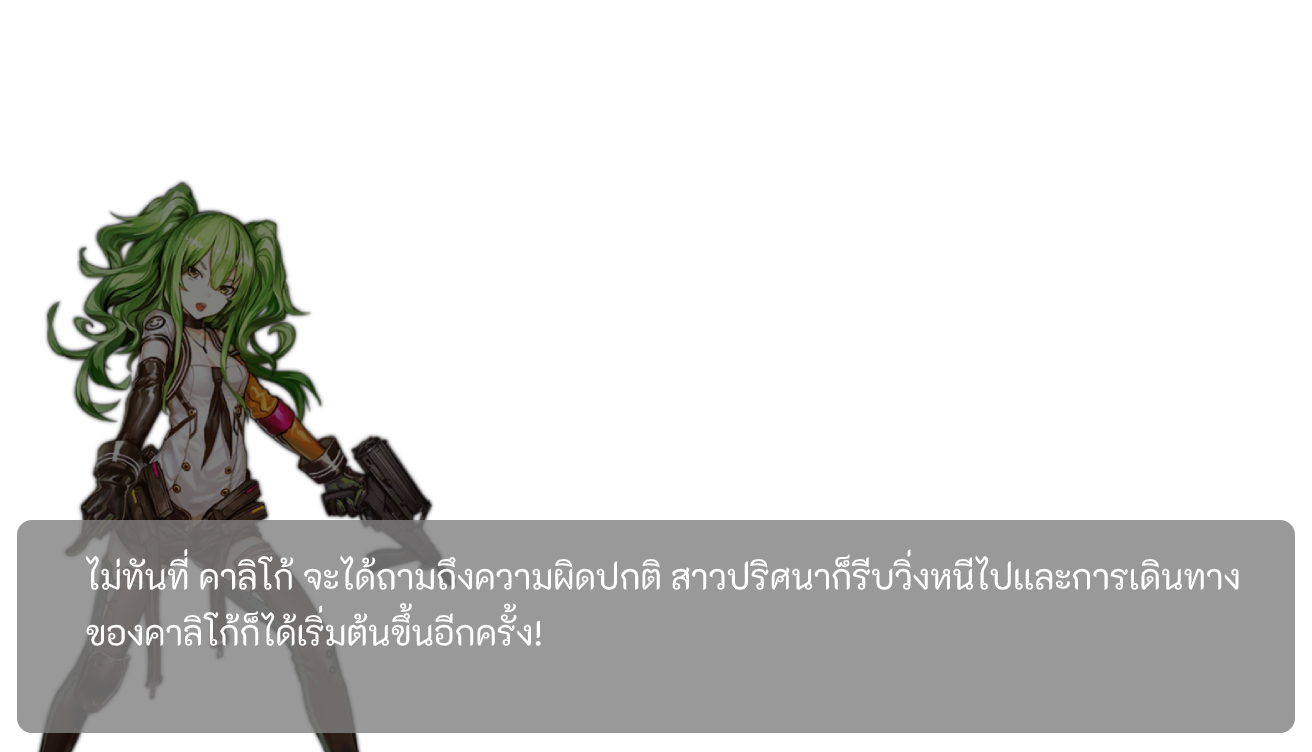 ไม่ทันที่ คาลิโก้ จะได้ถามถึงความผิดปกติ สาวปริศนาก็รีบวิ่งหนีไปและการเดินทาง
ของคาลิโก้ก็ได้เริ่มต้นขึ้นอีกครั้ง!